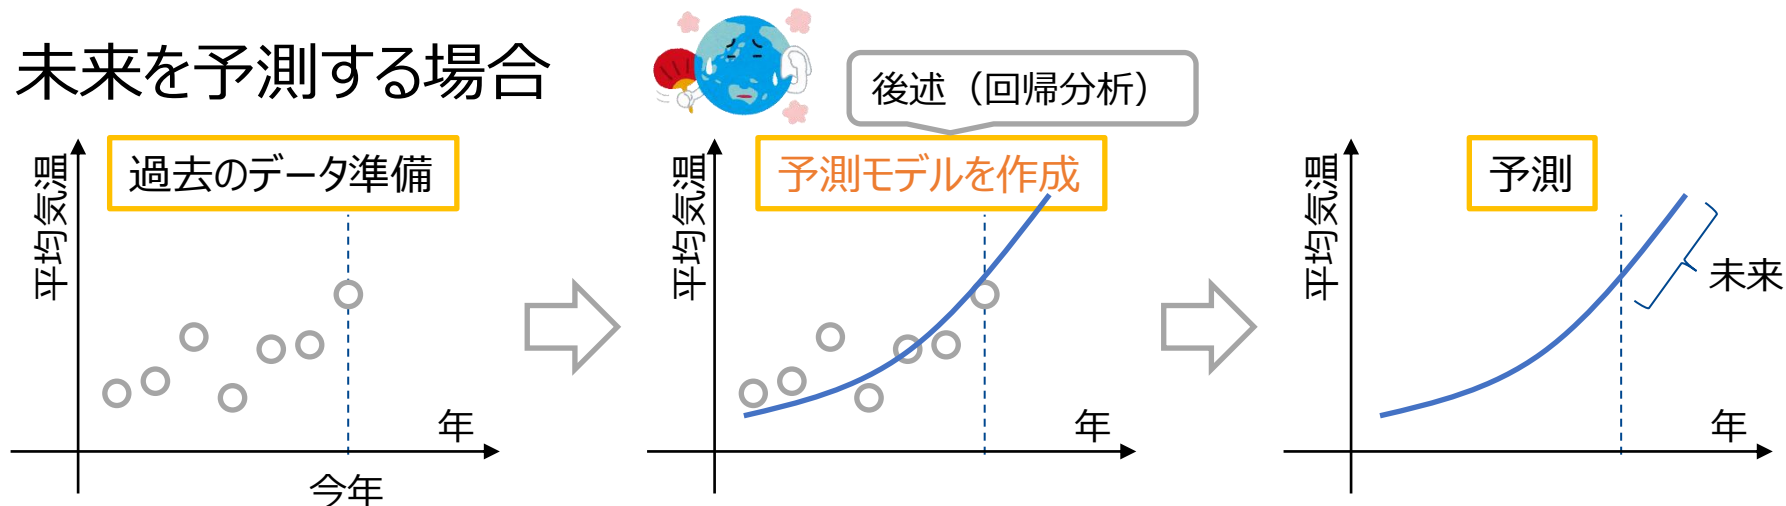 未来を予測する場合
後述（回帰分析）
過去のデータ準備
平均気温
年
今年
予測モデルを作成
平均気温
年
予測
平均気温
未来
年